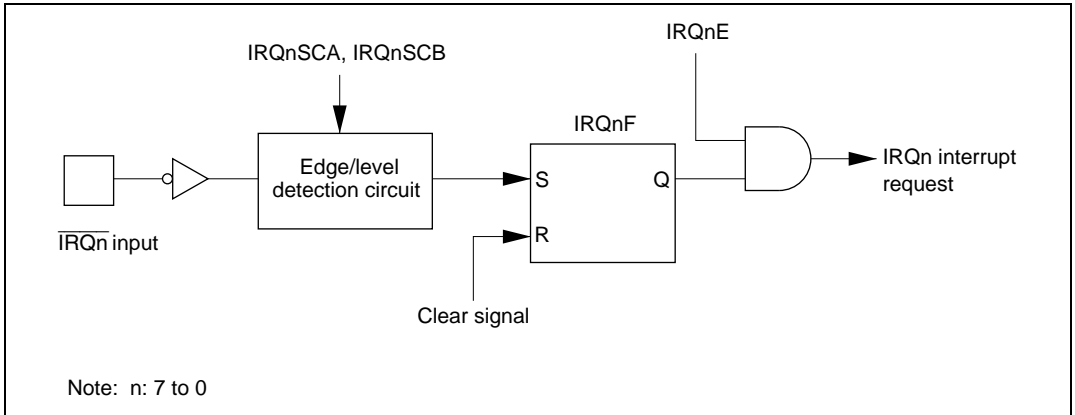 IRQnE
IRQnSCA, IRQnSCB
IRQnF
Edge/level
detection circuit
S
Q
R
IRQn interrupt
request
IRQn input
Clear signal
Note: n: 7 to 0